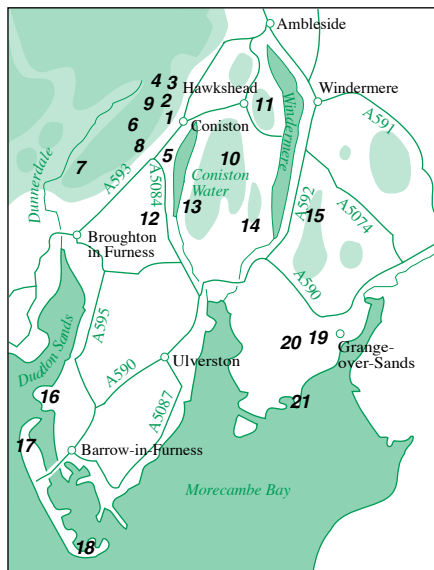 Ambleside
4 3
9 2
Hawkshead
11
Windermere
Windermere
6
1
Coniston
A591
8
5
10
7
A593
Coniston
Water
Dunnerdale
A5084
A592
12
13
14
15
A5074
Broughton
in Furness
A590
Duddon Sands
A595
20
19
Grange-
over-Sands
A590
Ulverston
16
A5087
21
17
Barrow-in-Furness
Morecambe Bay
18